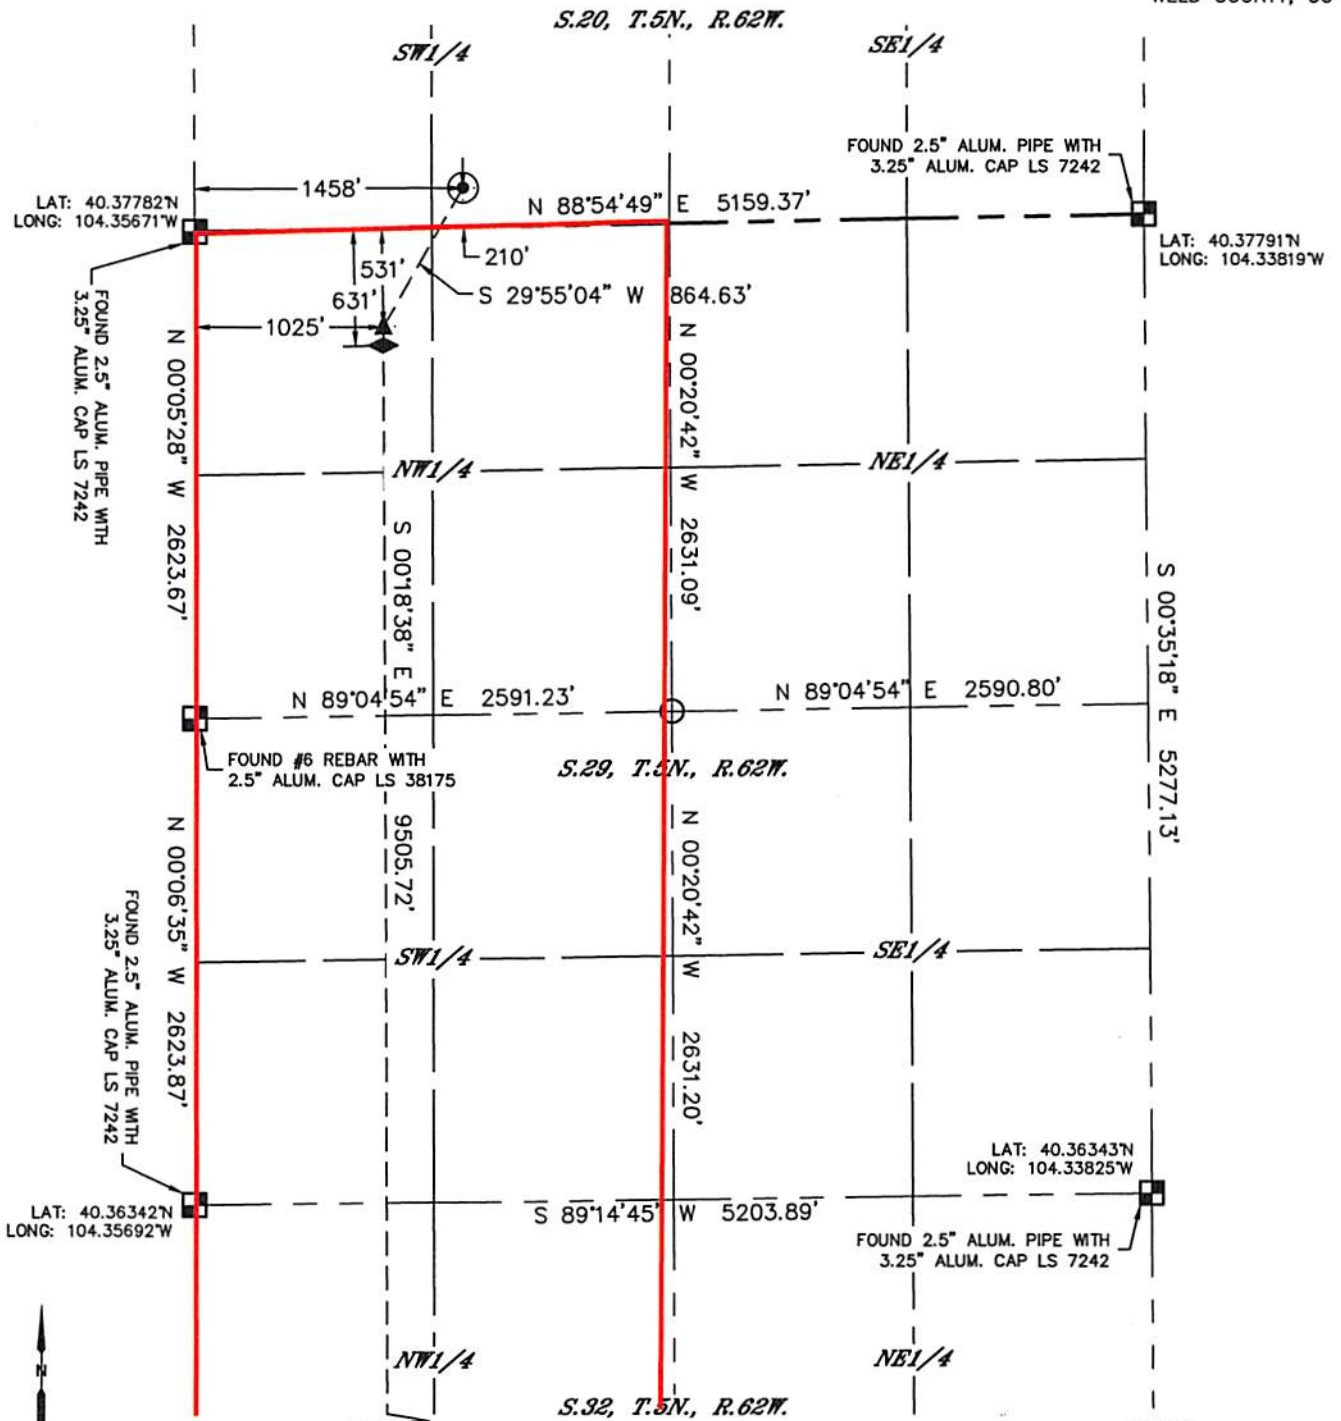 S.20, T.5N., R.62W.
SW1/4
SE1/4
FOUND 2.5" ALUM. PIPE WITH
3.25" ALUM. CAP LS 7242
1458'
N 88°54'49" E 5159.37'
LAT: 40.37782°N
LONG: 104.35671°W
LAT: 40.37791°N
LONG: 104.33819°W
531'
210'
631'
S 29°55'04" W 864.63'
1025'
FOUND 2.5" ALUM. PIPE WITH
3.25" ALUM. CAP LS 7242
N 00°05'28" W 2623.67'
N 00°20'42" W 2631.09'
NW1/4
NE1/4
S 00°18'38" E 9505.72'
S 00°35'18" E 5277.13'
N 89°04'54" E 2591.23'
N 89°04'54" E 2590.80'
FOUND #6 REBAR WITH
2.5" ALUM. CAP LS 38175
S.29, T.5N., R.62W.
N 00°06'35" W 2623.87'
N 00°20'42" W 2631.20'
FOUND 2.5" ALUM. PIPE WITH
3.25" ALUM. CAP LS 7242
SW1/4
SE1/4
LAT: 40.36343°N
LONG: 104.33825°W
LAT: 40.36342°N
LONG: 104.35692°W
S 89°14'45" W 5203.89'
FOUND 2.5" ALUM. PIPE WITH
3.25" ALUM. CAP LS 7242
N
NW1/4
NE1/4
S.32, T.5N., R.62W.